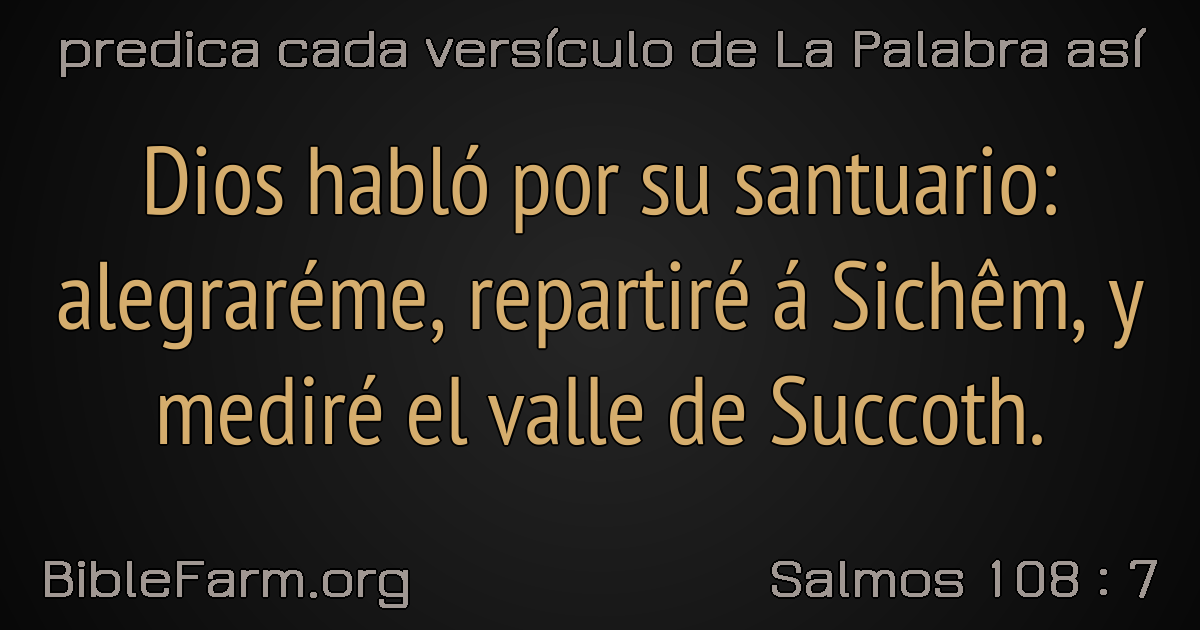 predica cada versículo de La Palabra así
Dios habló por su santuario:
alegraréme, repartiré á Sichêm, y
mediré el valle de Succoth.
BibleFarm.org
Salmos 108 : 7